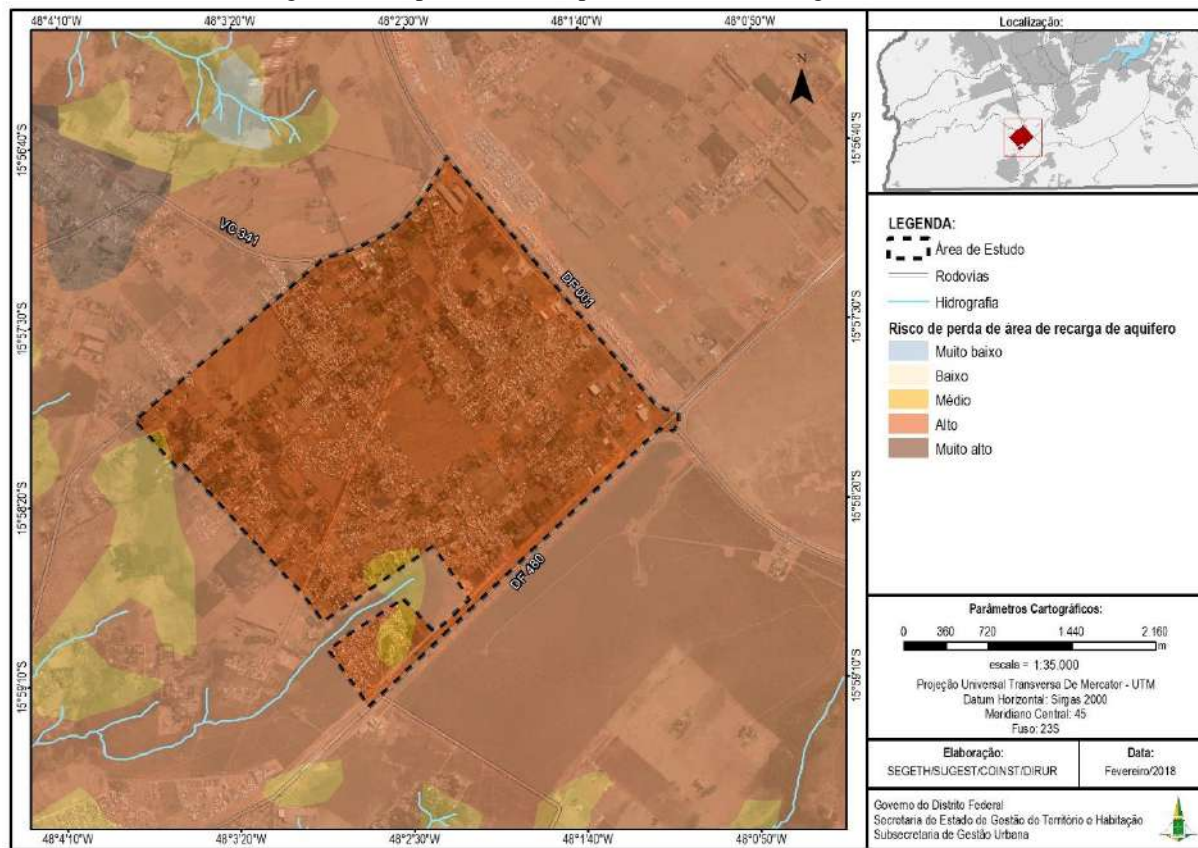 48°4'10"W
48°3'20"W
48°2'30"W
48°1'40"W
48°0'50"W
15°56'40"S
15°57'30"S
15°58'20"S
15°59'10"S
15°56'40"S
15°57'30"S
15°58'20"S
15°59'10"S
VC 341
DF 001
DF 480
48°4'10"W
48°3'20"W
48°2'30"W
48°1'40"W
48°0'50"W
N
Localização:
LEGENDA:
Área de Estudo
Rodovias
Hidrografia
Risco de perda de área de recarga de aquífero
Muito baixo
Baixo
Médio
Alto
Muito alto
Parâmetros Cartográficos:
0 360 720 1.440 2.160
m
escala = 1:35.000
Projeção Universal Transversa De Mercator - UTM
Datum Horizontal: Sirgas 2000
Meridiano Central: 45
Fuso: 23S
Elaboração:
SEGETH/SUGEST/COINST/DIRUR
Data:
Fevereiro/2018
Governo do Distrito Federal
Secretaria de Estado de Gestão do Território e Habitação
Subsecretaria de Gestão Urbana